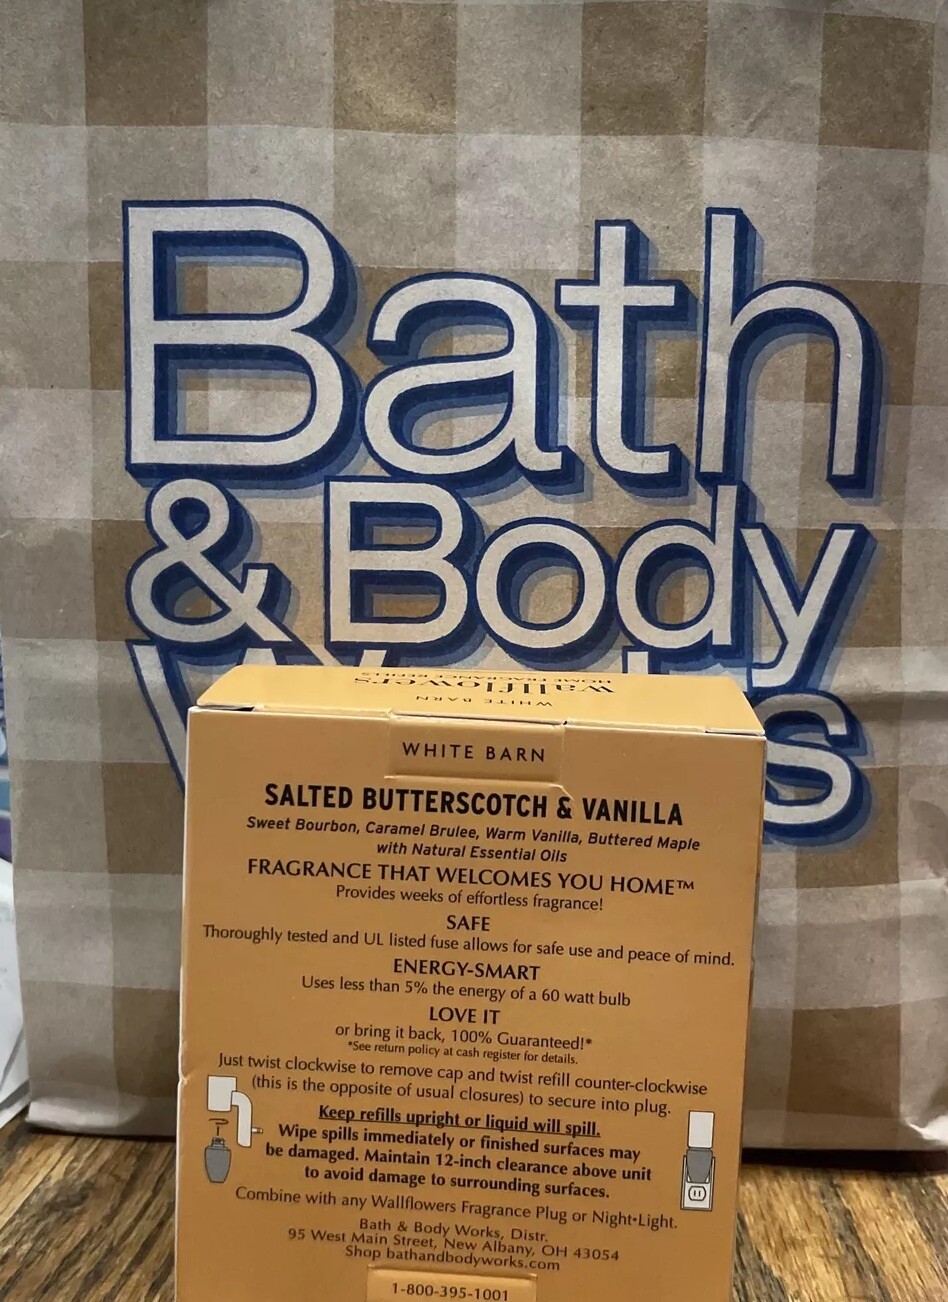 Bath
& Body
Works
Wallflowers
HOME FRAGRANCE REFILLS
WHITE BARN
WHITE BARN
SALTED BUTTERSCOTCH & VANILLA
Sweet Bourbon, Caramel Brulee, Warm Vanilla, Buttered Maple
with Natural Essential Oils
FRAGRANCE THAT WELCOMES YOU HOME™
Provides weeks of effortless fragrance!
SAFE
Thoroughly tested and UL listed fuse allows for safe use and peace of mind.
ENERGY-SMART
Uses less than 5% the energy of a 60 watt bulb
LOVE IT
or bring it back, 100% Guaranteed!*
*See return policy at cash register for details.
Just twist clockwise to remove cap and twist refill counter-clockwise
(this is the opposite of usual closures) to secure into plug.
Keep refills upright or liquid will spill.
Wipe spills immediately or finished surfaces may
be damaged. Maintain 12-inch clearance above unit
to avoid damage to surrounding surfaces.
Combine with any Wallflowers Fragrance Plug or Night•Light.
Bath & Body Works, Distr.
95 West Main Street, New Albany, OH 43054
Shop bathandbodyworks.com
1-800-395-1001